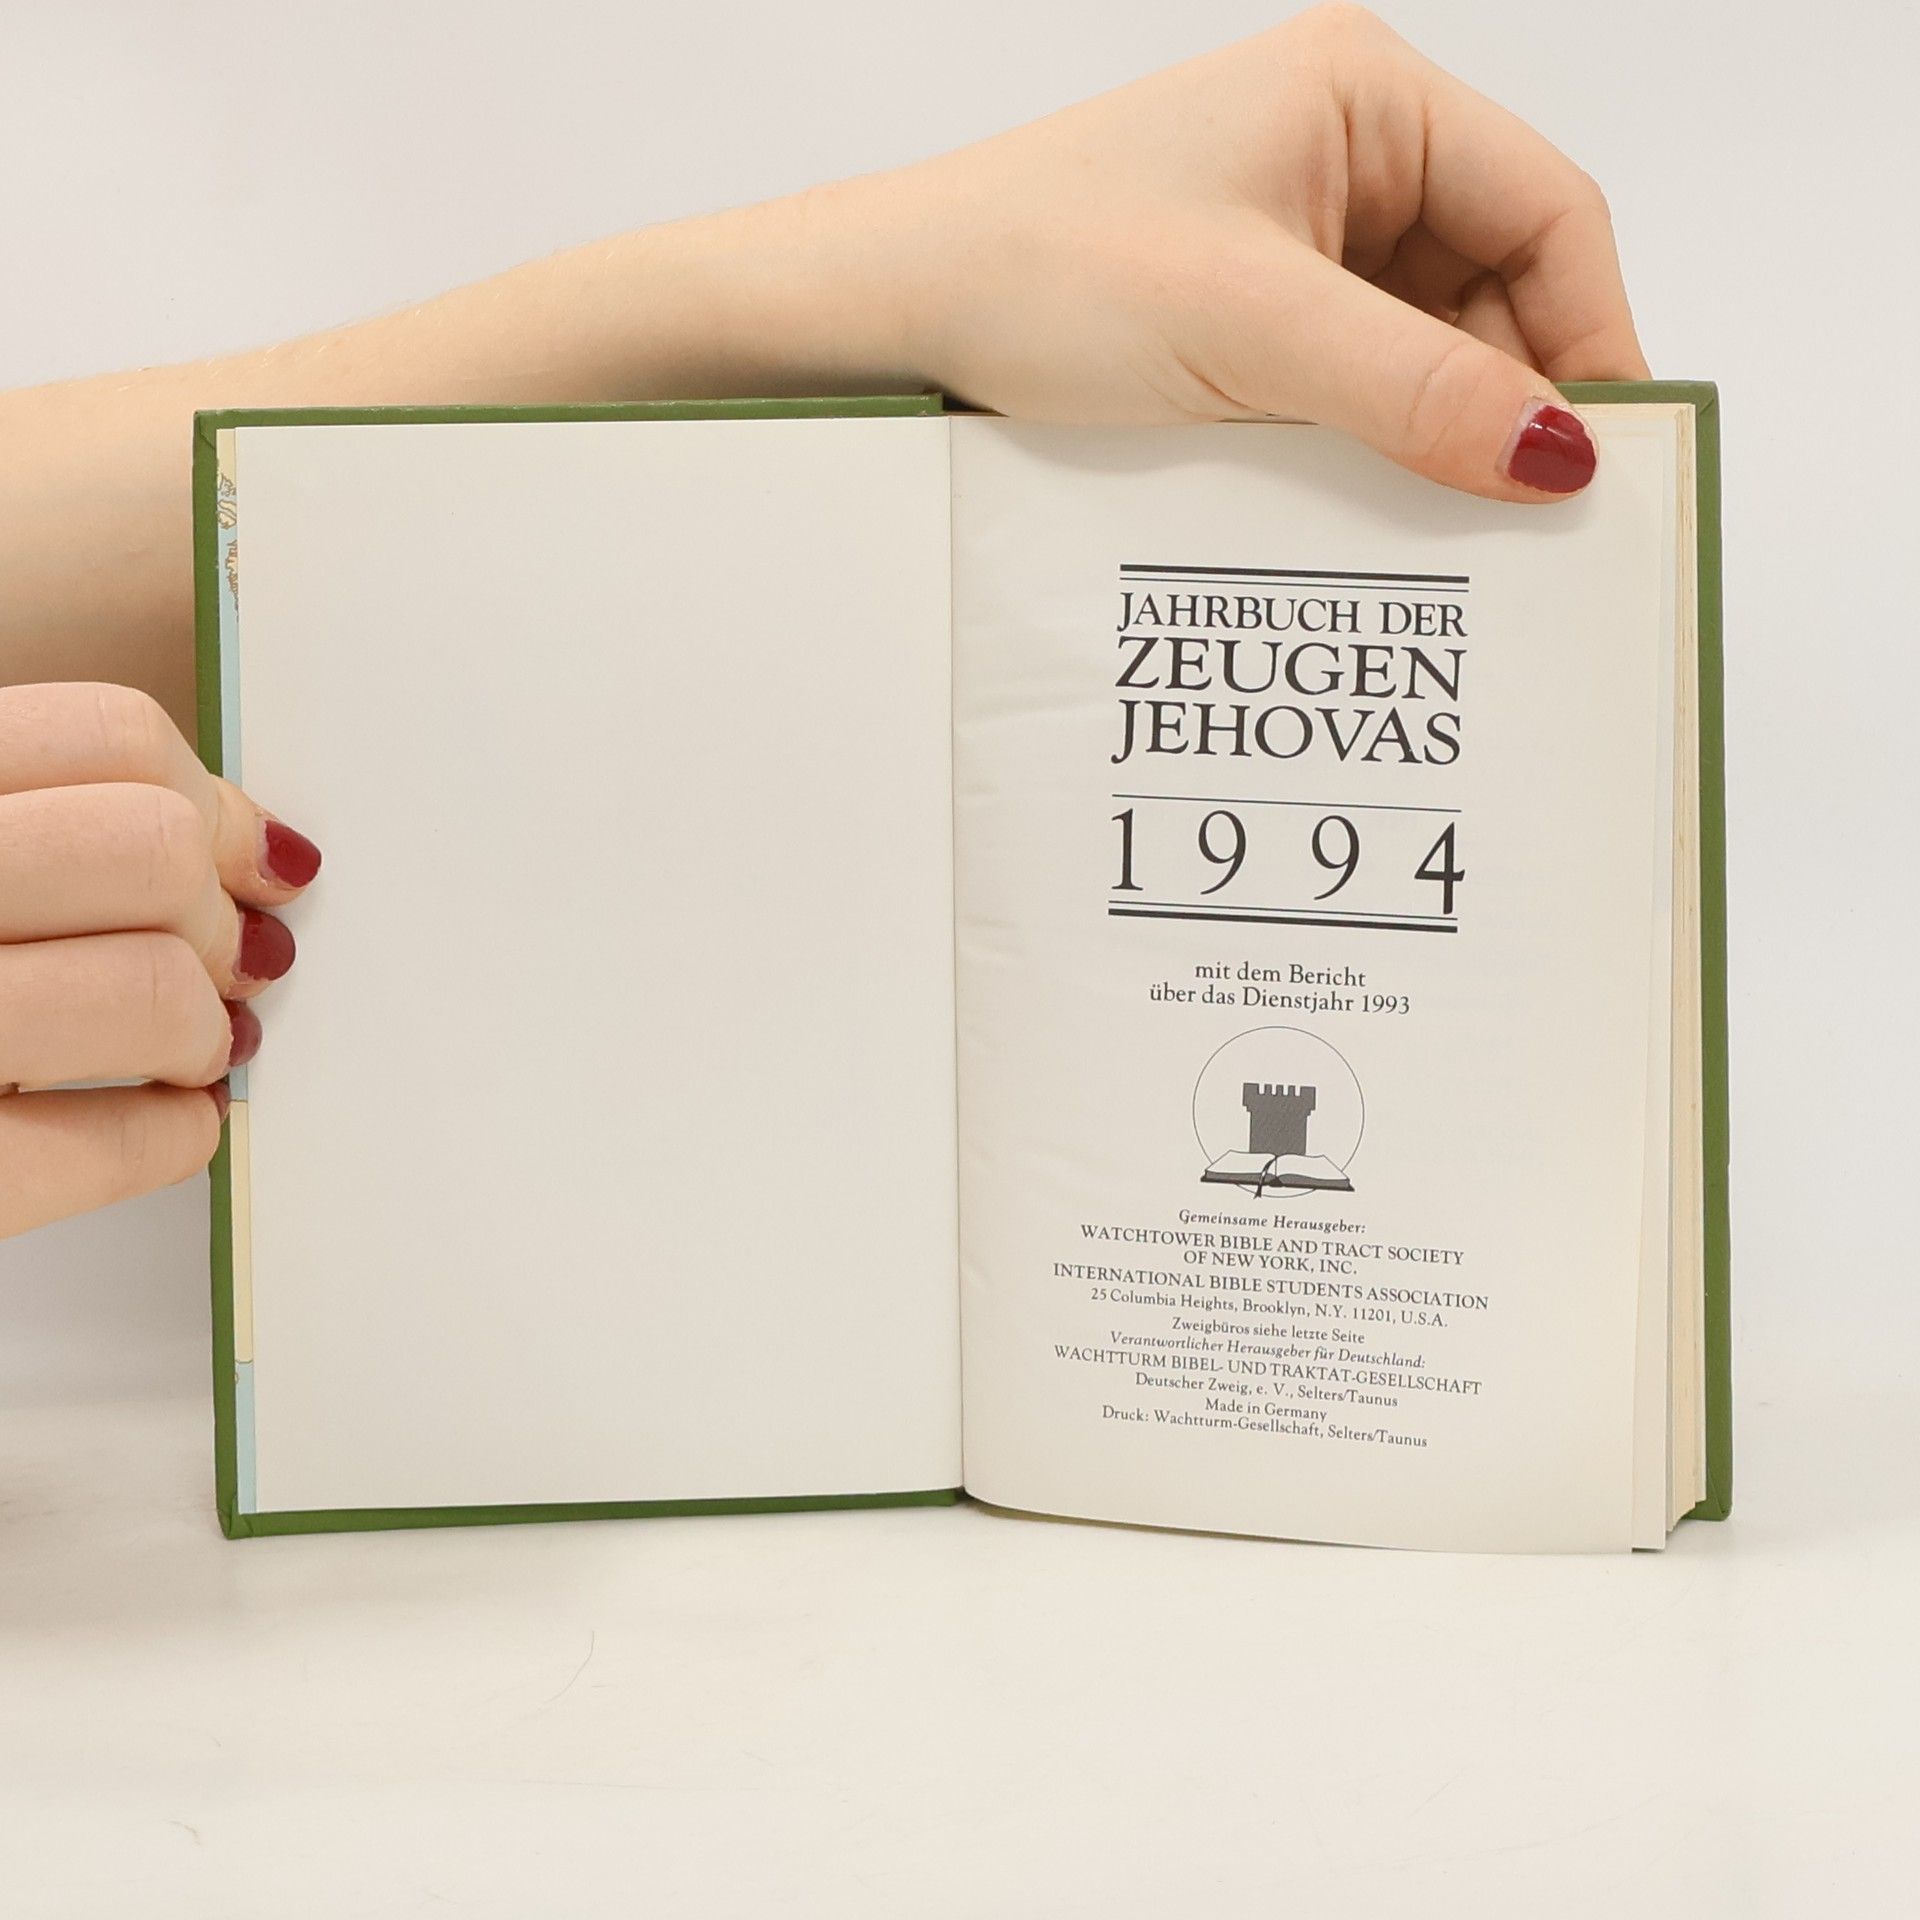 JAHRBUCH DER
ZEUGEN
JEHOVAS
1994
mit dem Bericht
über das Dienstjahr 1993
Gemeinsame Herausgeber:
WATCHTOWER BIBLE AND TRACT SOCIETY
OF NEW YORK, INC.
INTERNATIONAL BIBLE STUDENTS ASSOCIATION
25 Columbia Heights, Brooklyn, N.Y. 11201, U.S.A.
Zweigbüros siehe letzte Seite
Verantwortlicher Herausgeber für Deutschland:
WACHTTURM BIBEL- UND TRAKTAT-GESELLSCHAFT
Deutscher Zweig, e. V., Selters/Taunus
Made in Germany
Druck: Wachtturm-Gesellschaft, Selters/Taunus